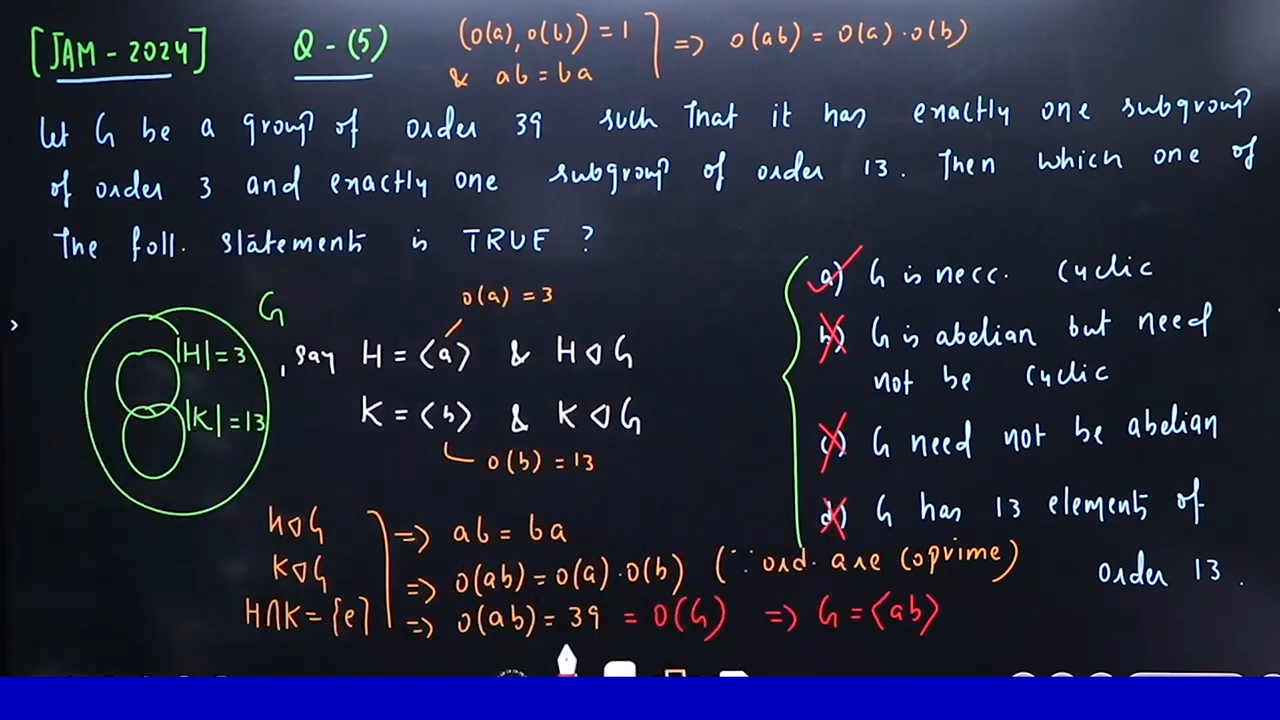 [JAM - 2024] Q - (5) (o(a), o(b)) = 1 ] => o(ab) = o(a) · o(b)
& ab = ba
Let G be a group of order 39 such that it has exactly one subgroup
of order 3 and exactly one subgroup of order 13. Then which one of
the foll. statements is TRUE ?
a) G is necc. cyclic
b) G is abelian but need
not be cyclic
c) G need not be abelian
d) G has 13 elements of
order 13.
G
|H| = 3
|K| = 13
o(a) = 3
, say H = <a> & H ⊲ G
K = <b> & K ⊲ G
o(b) = 13
H ⊲ G => ab = ba
K ⊲ G => o(ab) = o(a) · o(b) (∵ ord. are coprime)
H∩K = {e} => o(ab) = 39 = O(G) => G = <ab>